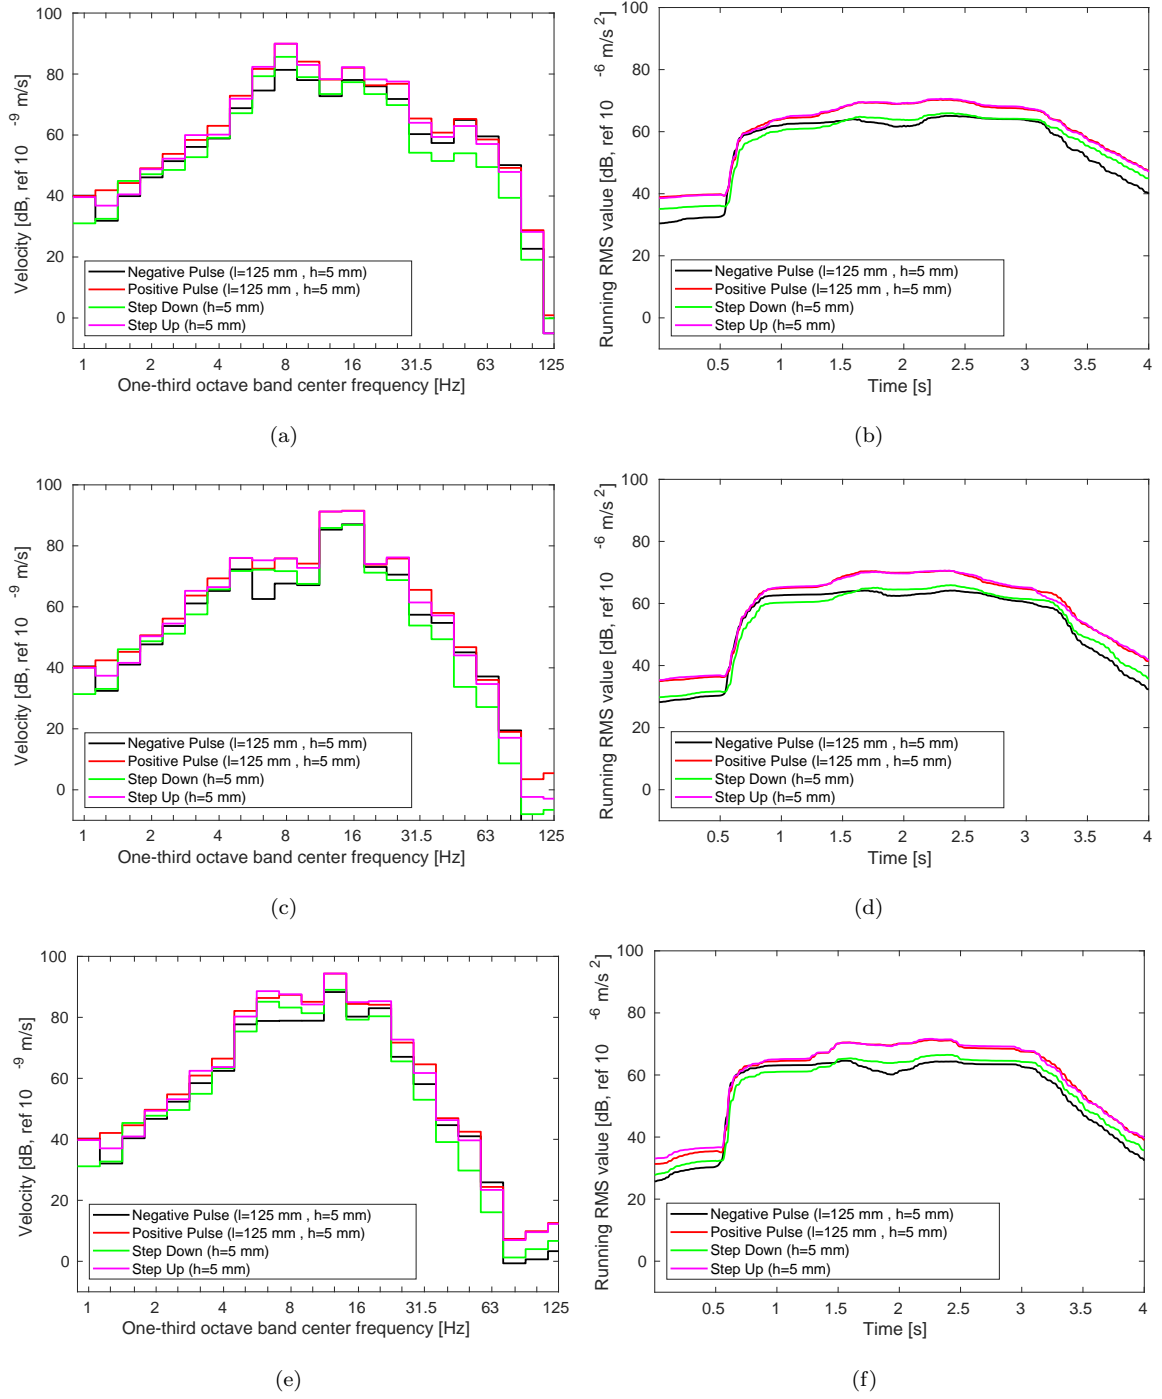 100
80
60
40
20
0
Velocity [dB, ref 10 -9 m/s]
Negative Pulse (l=125 mm , h=5 mm)
Positive Pulse (l=125 mm , h=5 mm)
Step Down (h=5 mm)
Step Up (h=5 mm)
1 2 4 8 16 31.5 63 125
One-third octave band center frequency [Hz]
(a)
100
80
60
40
20
0
Running RMS value [dB, ref 10 -6 m/s 2]
Negative Pulse (l=125 mm , h=5 mm)
Positive Pulse (l=125 mm , h=5 mm)
Step Down (h=5 mm)
Step Up (h=5 mm)
0.5 1 1.5 2 2.5 3 3.5 4
Time [s]
(b)
100
80
60
40
20
0
Velocity [dB, ref 10 -9 m/s]
Negative Pulse (l=125 mm , h=5 mm)
Positive Pulse (l=125 mm , h=5 mm)
Step Down (h=5 mm)
Step Up (h=5 mm)
1 2 4 8 16 31.5 63 125
One-third octave band center frequency [Hz]
(c)
100
80
60
40
20
0
Running RMS value [dB, ref 10 -6 m/s 2]
Negative Pulse (l=125 mm , h=5 mm)
Positive Pulse (l=125 mm , h=5 mm)
Step Down (h=5 mm)
Step Up (h=5 mm)
0.5 1 1.5 2 2.5 3 3.5 4
Time [s]
(d)
100
80
60
40
20
0
Velocity [dB, ref 10 -9 m/s]
Negative Pulse (l=125 mm , h=5 mm)
Positive Pulse (l=125 mm , h=5 mm)
Step Down (h=5 mm)
Step Up (h=5 mm)
1 2 4 8 16 31.5 63 125
One-third octave band center frequency [Hz]
(e)
100
80
60
40
20
0
Running RMS value [dB, ref 10 -6 m/s 2]
Negative Pulse (l=125 mm , h=5 mm)
Positive Pulse (l=125 mm , h=5 mm)
Step Down (h=5 mm)
Step Up (h=5 mm)
0.5 1 1.5 2 2.5 3 3.5 4
Time [s]
(f)